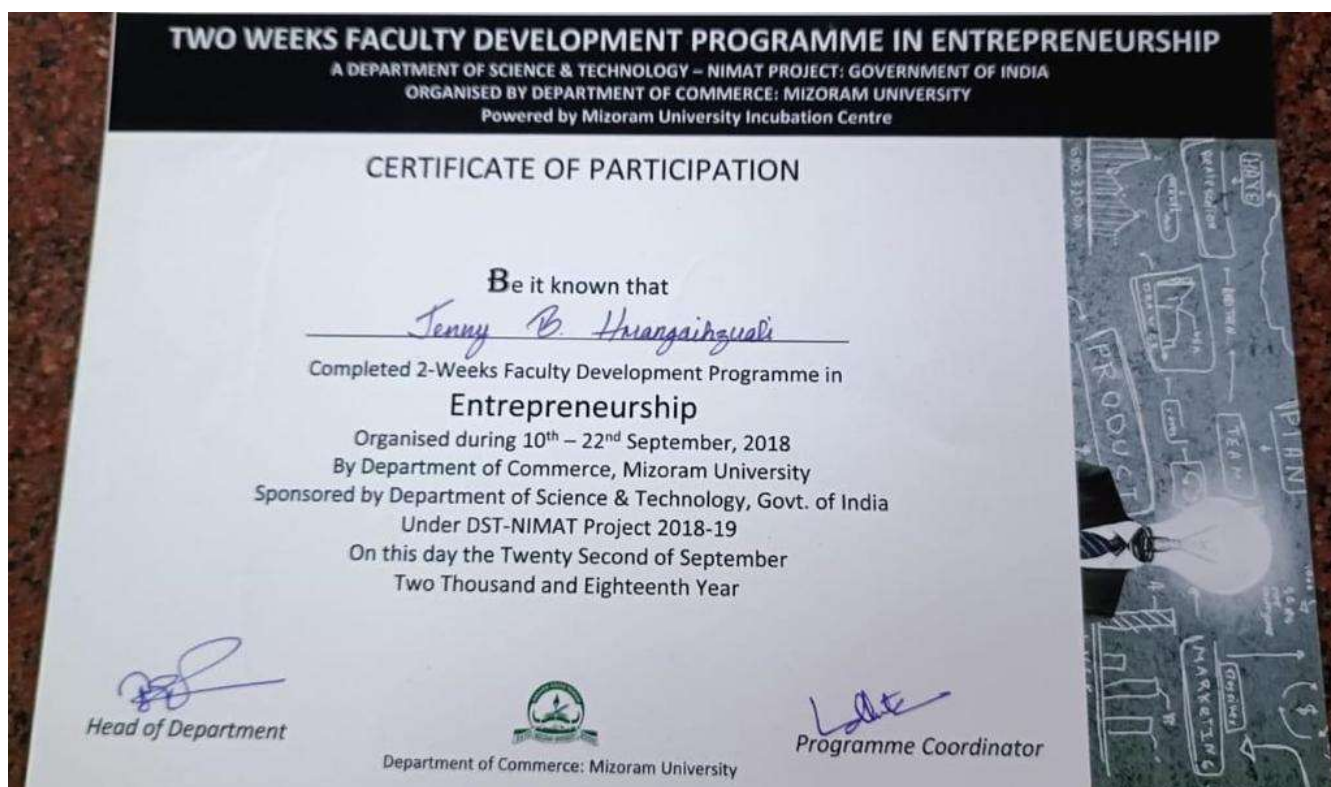 TWO WEEKS FACULTY DEVELOPMENT PROGRAMME IN ENTREPRENEURSHIP
A DEPARTMENT OF SCIENCE & TECHNOLOGY – NIMAT PROJECT: GOVERNMENT OF INDIA
ORGANISED BY DEPARTMENT OF COMMERCE: MIZORAM UNIVERSITY
Powered by Mizoram University Incubation Centre
CERTIFICATE OF PARTICIPATION
Be it known that
Jenny B. Hmangaihzuali
Completed 2-Weeks Faculty Development Programme in
Entrepreneurship
Organised during 10th – 22nd September, 2018
By Department of Commerce, Mizoram University
Sponsored by Department of Science & Technology, Govt. of India
Under DST-NIMAT Project 2018-19
On this day the Twenty Second of September
Two Thousand and Eighteenth Year
Head of Department
Department of Commerce: Mizoram University
Programme Coordinator
PRODUCT
TEAM
PLAN
MARKETING